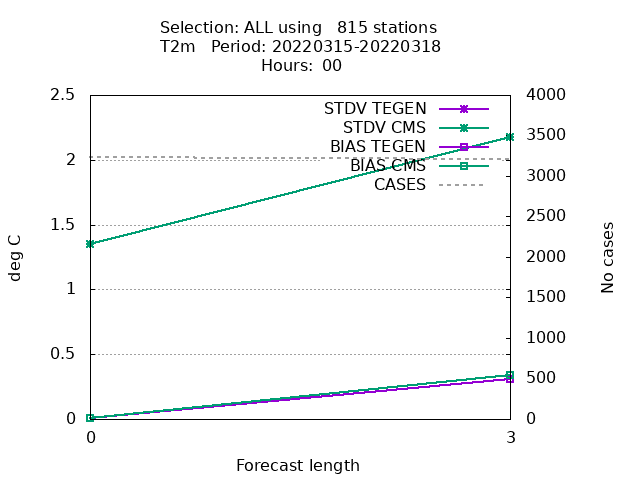 Selection: ALL using   815 stations
T2m   Period: 20220315-20220318
Hours: 00
2.5
2
1.5
1
0.5
0
deg C
STDV TEGEN
STDV CMS
BIAS TEGEN
BIAS CMS
CASES
4000
3500
3000
2500
2000
1500
1000
500
0
No cases
0
3
Forecast length